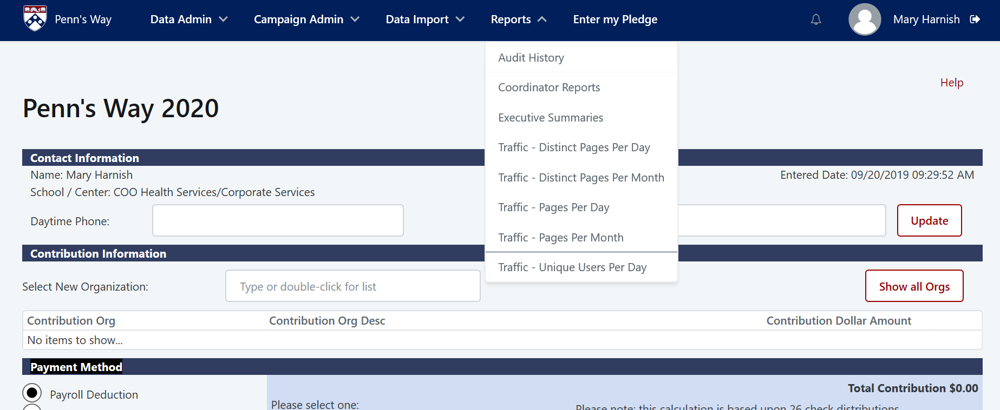 Penn's Way Data Admin Campaign Admin Data Import Reports Enter my Pledge Mary Harnish
Audit History
Coordinator Reports
Executive Summaries
Traffic - Distinct Pages Per Day
Traffic - Distinct Pages Per Month
Traffic - Pages Per Day
Traffic - Pages Per Month
Traffic - Unique Users Per Day
Help
Penn's Way 2020
Contact Information
Name: Mary Harnish Entered Date: 09/20/2019 09:29:52 AM
School / Center: COO Health Services/Corporate Services
Daytime Phone: Update
Contribution Information
Select New Organization: Type or double-click for list Show all Orgs
Contribution Org Contribution Org Desc Contribution Dollar Amount
No items to show...
Payment Method
Payroll Deduction Total Contribution $0.00
Please select one: Please note: this calculation is based upon 26 check distributions